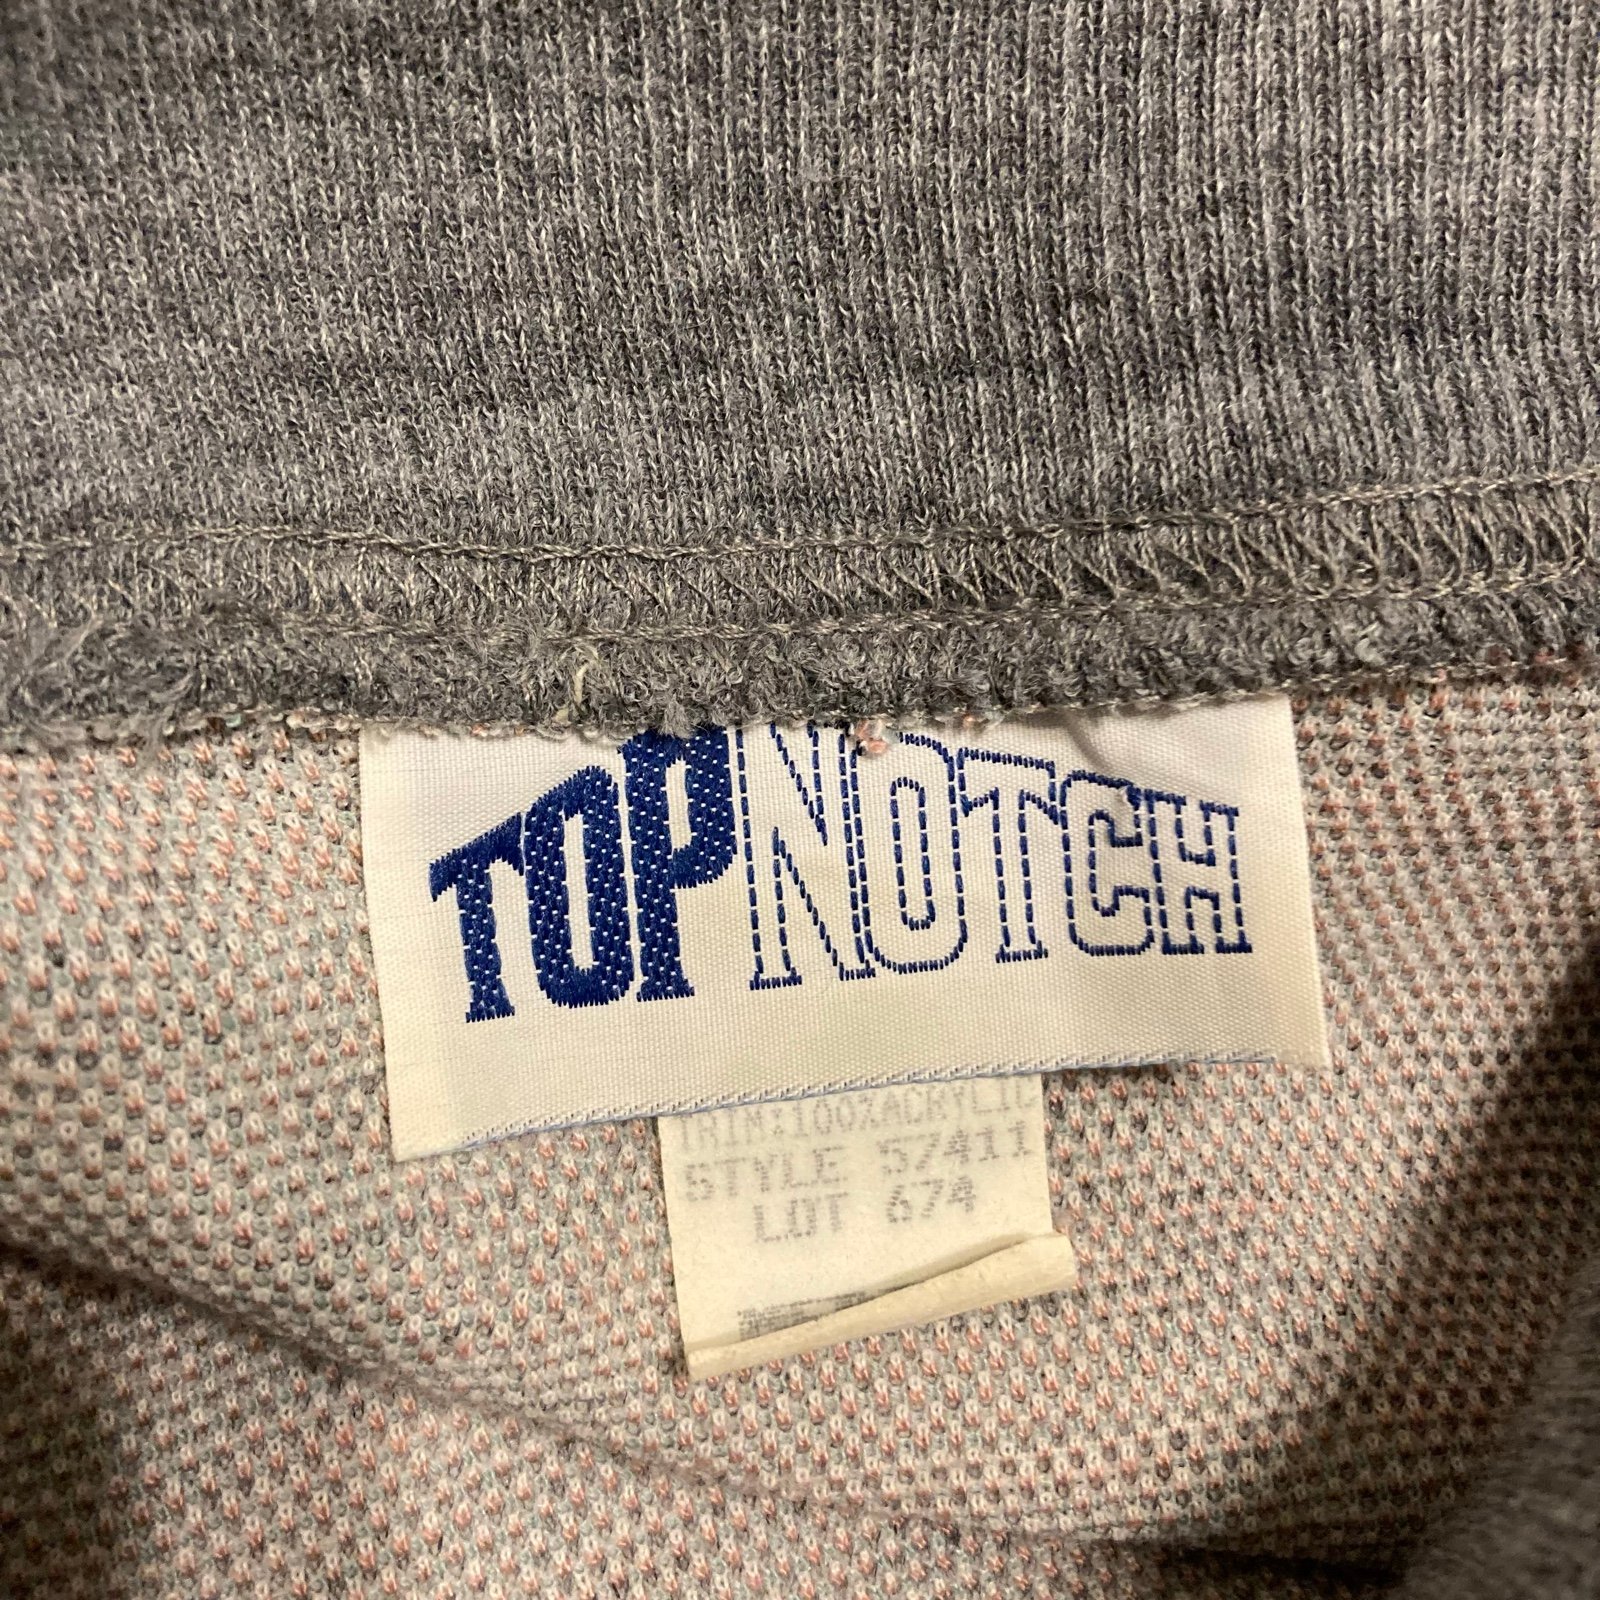 TOPNOTCH
TRIM:100%ACRYLIC
STYLE 57411
LOT 674